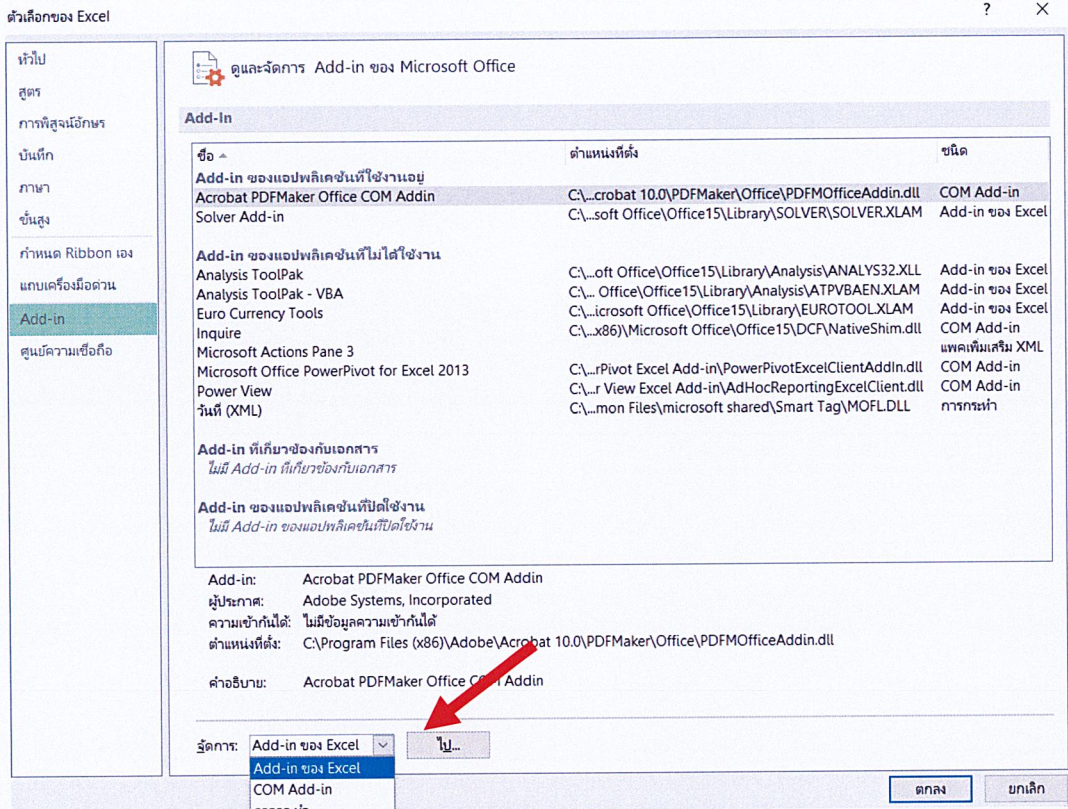 ตัวเลือกของ Excel
? ×
ทั่วไป
สูตร
การพิสูจน์อักษร
บันทึก
ภาษา
ขั้นสูง
กำหนด Ribbon เอง
แถบเครื่องมือด่วน
Add-in
ศูนย์ความเชื่อถือ
ดูและจัดการ Add-in ของ Microsoft Office
Add-In
ชื่อ ตำแหน่งที่ตั้ง ชนิด
Add-in ของแอปพลิเคชันที่ใช้งานอยู่
Acrobat PDFMaker Office COM Addin C:\...crobat 10.0\PDFMaker\Office\PDFMOfficeAddin.dll COM Add-in
Solver Add-in C:\...soft Office\Office15\Library\SOLVER\SOLVER.XLAM Add-in ของ Excel
Add-in ของแอปพลิเคชันที่ไม่ได้ใช้งาน
Analysis ToolPak C:\...oft Office\Office15\Library\Analysis\ANALYS32.XLL Add-in ของ Excel
Analysis ToolPak - VBA C:\... Office\Office15\Library\Analysis\ATPVBAEN.XLAM Add-in ของ Excel
Euro Currency Tools C:\...icrosoft Office\Office15\Library\EUROTOOL.XLAM Add-in ของ Excel
Inquire C:\...x86)\Microsoft Office\Office15\DCF\NativeShim.dll COM Add-in
Microsoft Actions Pane 3 แพคเพิ่มเสริม XML
Microsoft Office PowerPivot for Excel 2013 C:\...rPivot Excel Add-in\PowerPivotExcelClientAddIn.dll COM Add-in
Power View C:\...r View Excel Add-in\AdHocReportingExcelClient.dll COM Add-in
วันที่ (XML) C:\...mon Files\microsoft shared\Smart Tag\MOFL.DLL การกระทำ
Add-in ที่เกี่ยวข้องกับเอกสาร
ไม่มี Add-in ที่เกี่ยวข้องกับเอกสาร
Add-in ของแอปพลิเคชันที่ปิดใช้งาน
ไม่มี Add-in ของแอปพลิเคชันที่ปิดใช้งาน
Add-in: Acrobat PDFMaker Office COM Addin
ผู้ประกาศ: Adobe Systems, Incorporated
ความเข้ากันได้: ไม่มีข้อมูลความเข้ากันได้
ตำแหน่งที่ตั้ง: C:\Program Files (x86)\Adobe\Acrobat 10.0\PDFMaker\Office\PDFMOfficeAddin.dll
คำอธิบาย: Acrobat PDFMaker Office COM Addin
จัดการ: Add-in ของ Excel ไป...
Add-in ของ Excel
COM Add-in
ตกลง ยกเลิก